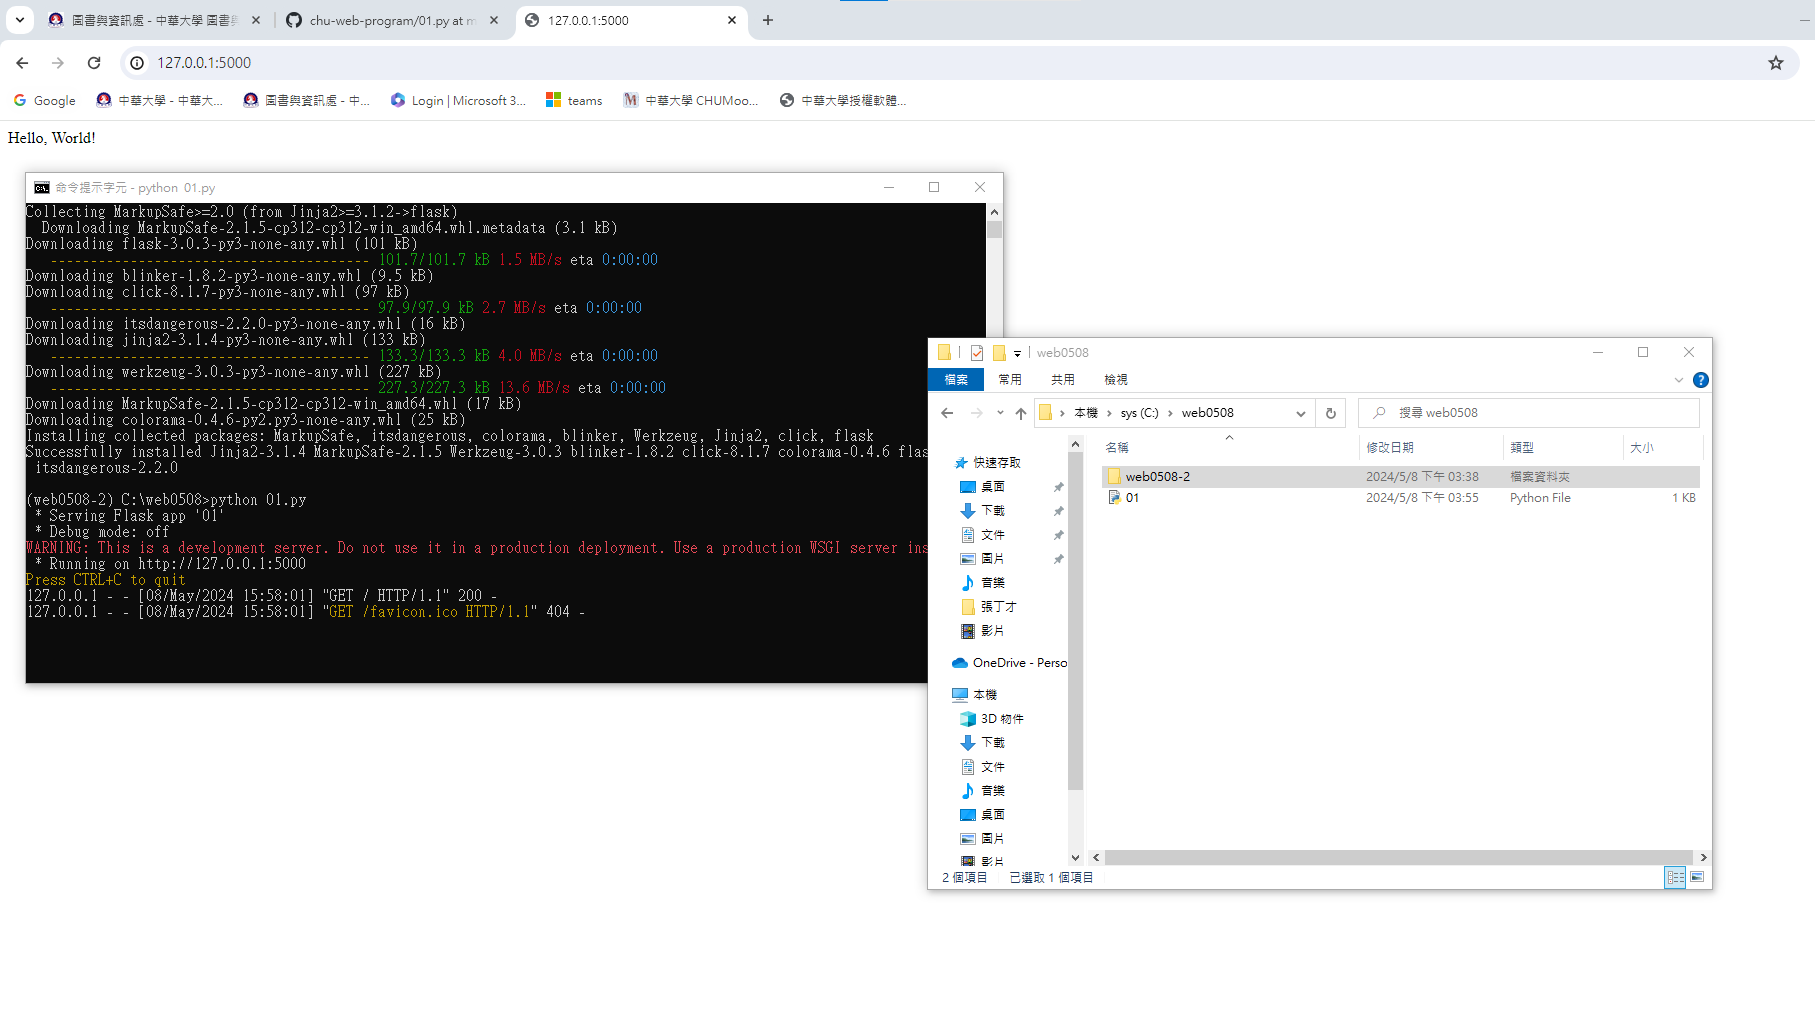 圖書與資訊處 - 中華大學 圖書與
chu-web-program/01.py at m
127.0.0.1:5000
127.0.0.1:5000
Google
中華大學 - 中華大...
圖書與資訊處 - 中...
Login | Microsoft 3...
teams
中華大學 CHUMoo...
中華大學授權軟體...
Hello, World!
命令提示字元 - python  01.py
Collecting MarkupSafe>=2.0 (from Jinja2>=3.1.2->flask)
Downloading MarkupSafe-2.1.5-cp312-cp312-win_amd64.whl.metadata (3.1 kB)
Downloading flask-3.0.3-py3-none-any.whl (101 kB)
---------------------------------------- 101.7/101.7 kB 1.5 MB/s eta 0:00:00
Downloading blinker-1.8.2-py3-none-any.whl (9.5 kB)
Downloading click-8.1.7-py3-none-any.whl (97 kB)
---------------------------------------- 97.9/97.9 kB 2.7 MB/s eta 0:00:00
Downloading itsdangerous-2.2.0-py3-none-any.whl (16 kB)
Downloading jinja2-3.1.4-py3-none-any.whl (133 kB)
---------------------------------------- 133.3/133.3 kB 4.0 MB/s eta 0:00:00
Downloading werkzeug-3.0.3-py3-none-any.whl (227 kB)
---------------------------------------- 227.3/227.3 kB 13.6 MB/s eta 0:00:00
Downloading MarkupSafe-2.1.5-cp312-cp312-win_amd64.whl (17 kB)
Downloading colorama-0.4.6-py2.py3-none-any.whl (25 kB)
Installing collected packages: MarkupSafe, itsdangerous, colorama, blinker, Werkzeug, Jinja2, click, flask
Successfully installed Jinja2-3.1.4 MarkupSafe-2.1.5 Werkzeug-3.0.3 blinker-1.8.2 click-8.1.7 colorama-0.4.6 flas
itsdangerous-2.2.0
(web0508-2) C:\web0508>python 01.py
* Serving Flask app '01'
* Debug mode: off
WARNING: This is a development server. Do not use it in a production deployment. Use a production WSGI server ins
* Running on http://127.0.0.1:5000
Press CTRL+C to quit
127.0.0.1 - - [08/May/2024 15:58:01] "GET / HTTP/1.1" 200 -
127.0.0.1 - - [08/May/2024 15:58:01] "GET /favicon.ico HTTP/1.1" 404 -
web0508
檔案 常用 共用 檢視
本機 › sys (C:) › web0508
搜尋 web0508
名稱 修改日期 類型 大小
web0508-2 2024/5/8 下午 03:38 檔案資料夾
01 2024/5/8 下午 03:55 Python File 1 KB
快速存取
桌面
下載
文件
圖片
音樂
張丁才
影片
OneDrive - Perso
本機
3D 物件
下載
文件
音樂
桌面
圖片
影片
2 個項目 已選取 1 個項目